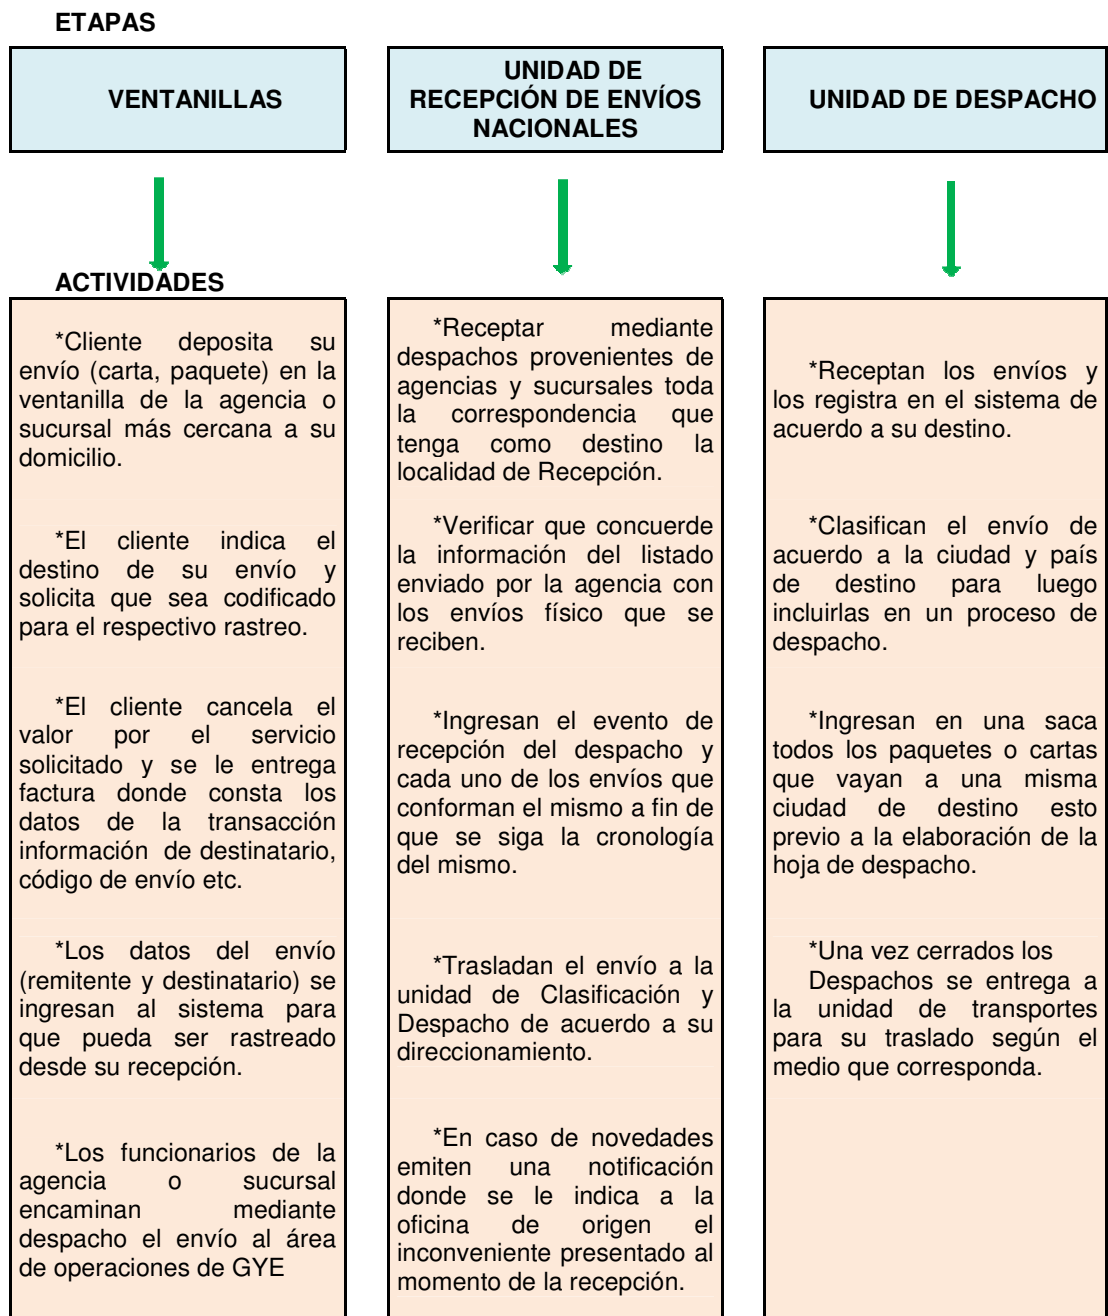 ETAPAS
VENTANILLAS
UNIDAD DE
RECEPCIÓN DE ENVÍOS
NACIONALES
UNIDAD DE DESPACHO
ACTIVIDADES
*Cliente deposita su
envío (carta, paquete) en la
ventanilla de la agencia o
sucursal más cercana a su
domicilio.
*El cliente indica el
destino de su envío y
solicita que sea codificado
para el respectivo rastreo.
*El cliente cancela el
valor por el servicio
solicitado y se le entrega
factura donde consta los
datos de la transacción
información de destinatario,
código de envío etc.
*Los datos del envío
(remitente y destinatario) se
ingresan al sistema para
que pueda ser rastreado
desde su recepción.
*Los funcionarios de la
agencia o sucursal
encaminan mediante
despacho el envío al área
de operaciones de GYE
*Receptar mediante
despachos provenientes de
agencias y sucursales toda
la correspondencia que
tenga como destino la
localidad de Recepción.
*Verificar que concuerde
la información del listado
enviado por la agencia con
los envíos físico que se
reciben.
*Ingresan el evento de
recepción del despacho y
cada uno de los envíos que
conforman el mismo a fin de
que se siga la cronología
del mismo.
*Trasladan el envío a la
unidad de Clasificación y
Despacho de acuerdo a su
direccionamiento.
*En caso de novedades
emiten una notificación
donde se le indica a la
oficina de origen el
inconveniente presentado al
momento de la recepción.
*Receptan los envíos y
los registra en el sistema de
acuerdo a su destino.
*Clasifican el envío de
acuerdo a la ciudad y país
de destino para luego
incluirlas en un proceso de
despacho.
*Ingresan en una saca
todos los paquetes o cartas
que vayan a una misma
ciudad de destino esto
previo a la elaboración de la
hoja de despacho.
*Una vez cerrados los
Despachos se entrega a
la unidad de transportes
para su traslado según el
medio que corresponda.